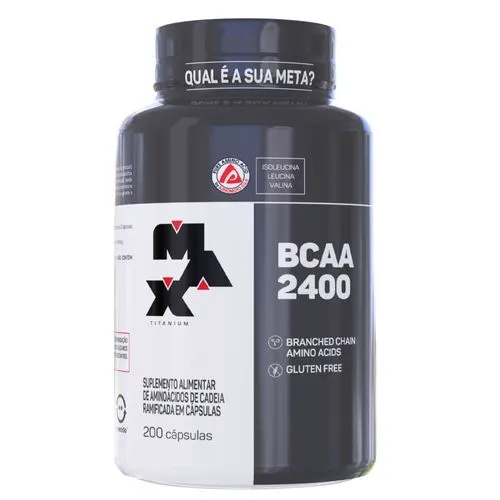 QUAL É A SUA META?
ISOLEUCINA
LEUCINA
VALINA
MAX
TITANIUM
BCAA
2400
BRANCHED CHAIN
AMINO ACIDS
GLUTEN FREE
SUPLEMENTO ALIMENTAR
DE AMINOÁCIDOS DE CADEIA
RAMIFICADA EM CÁPSULAS
200 cápsulas